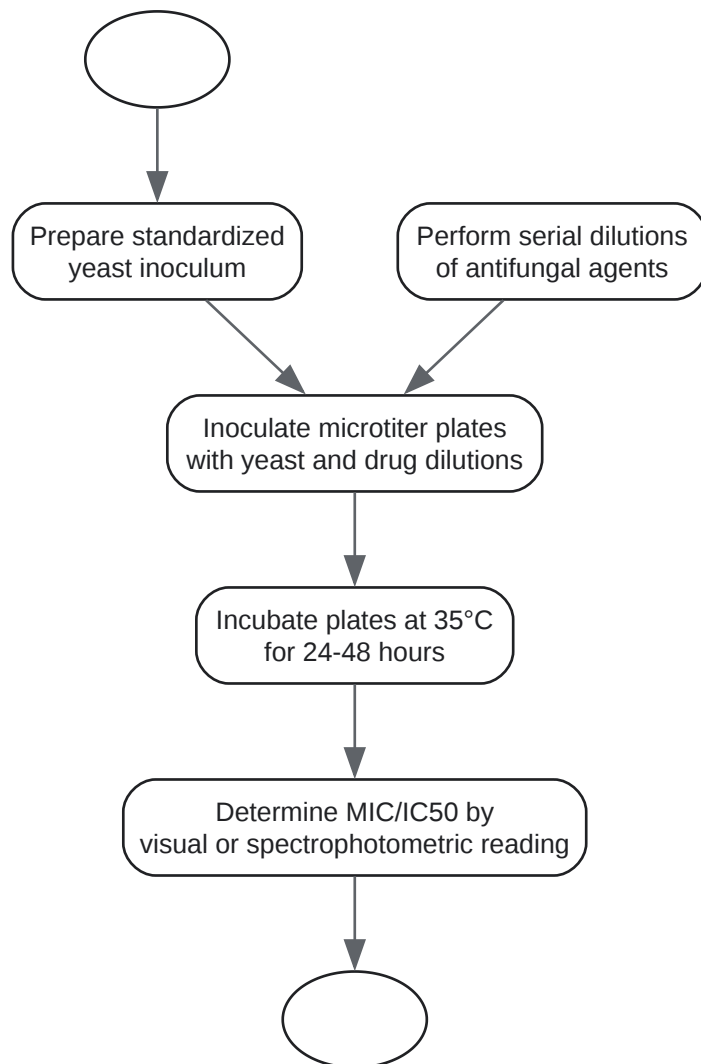 Prepare standardized
yeast inoculum
Perform serial dilutions
of antifungal agents
Inoculate microtiter plates
with yeast and drug dilutions
Incubate plates at 35°C
for 24-48 hours
Determine MIC/IC50 by
visual or spectrophotometric reading